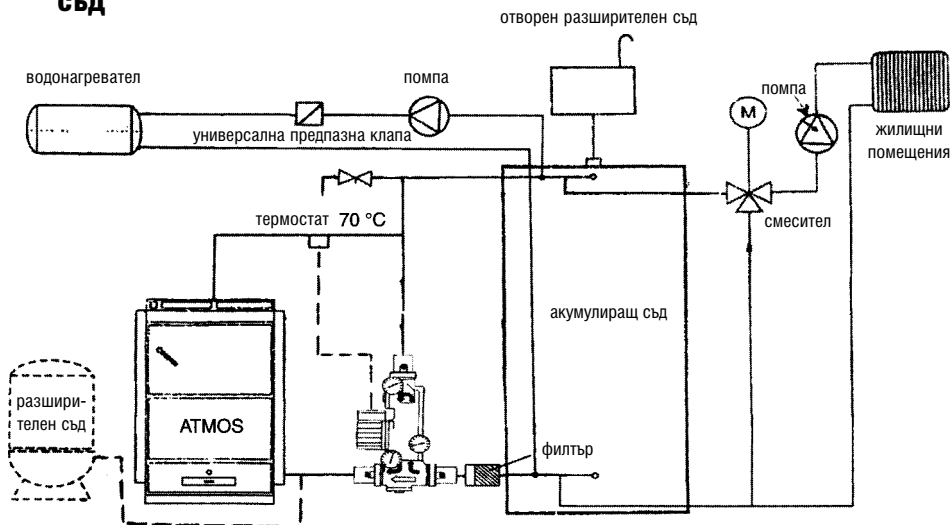 съд
отворен разширителен съд
водонагревател
помпа
помпа
M
универсална предпазна клапа
жилищни
помещения
термостат 70 °C
смесител
акумулиращ съд
разшири-
телен съд
ATMOS
филтър